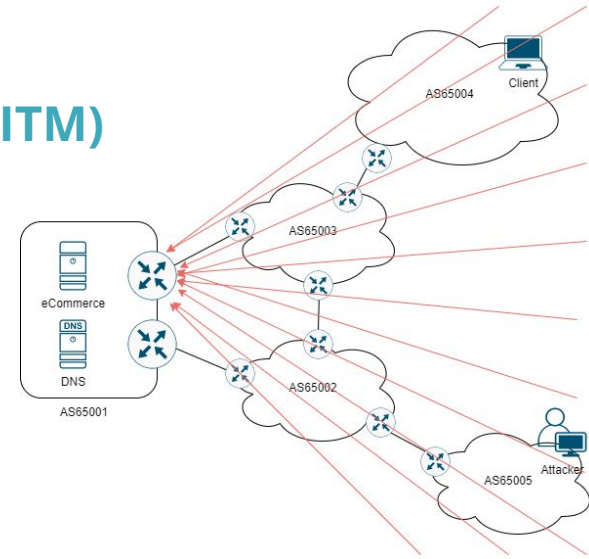 ITM)
Client
AS65004
AS65003
eCommerce
DNS
DNS
AS65001
AS65002
AS65005
Attacker